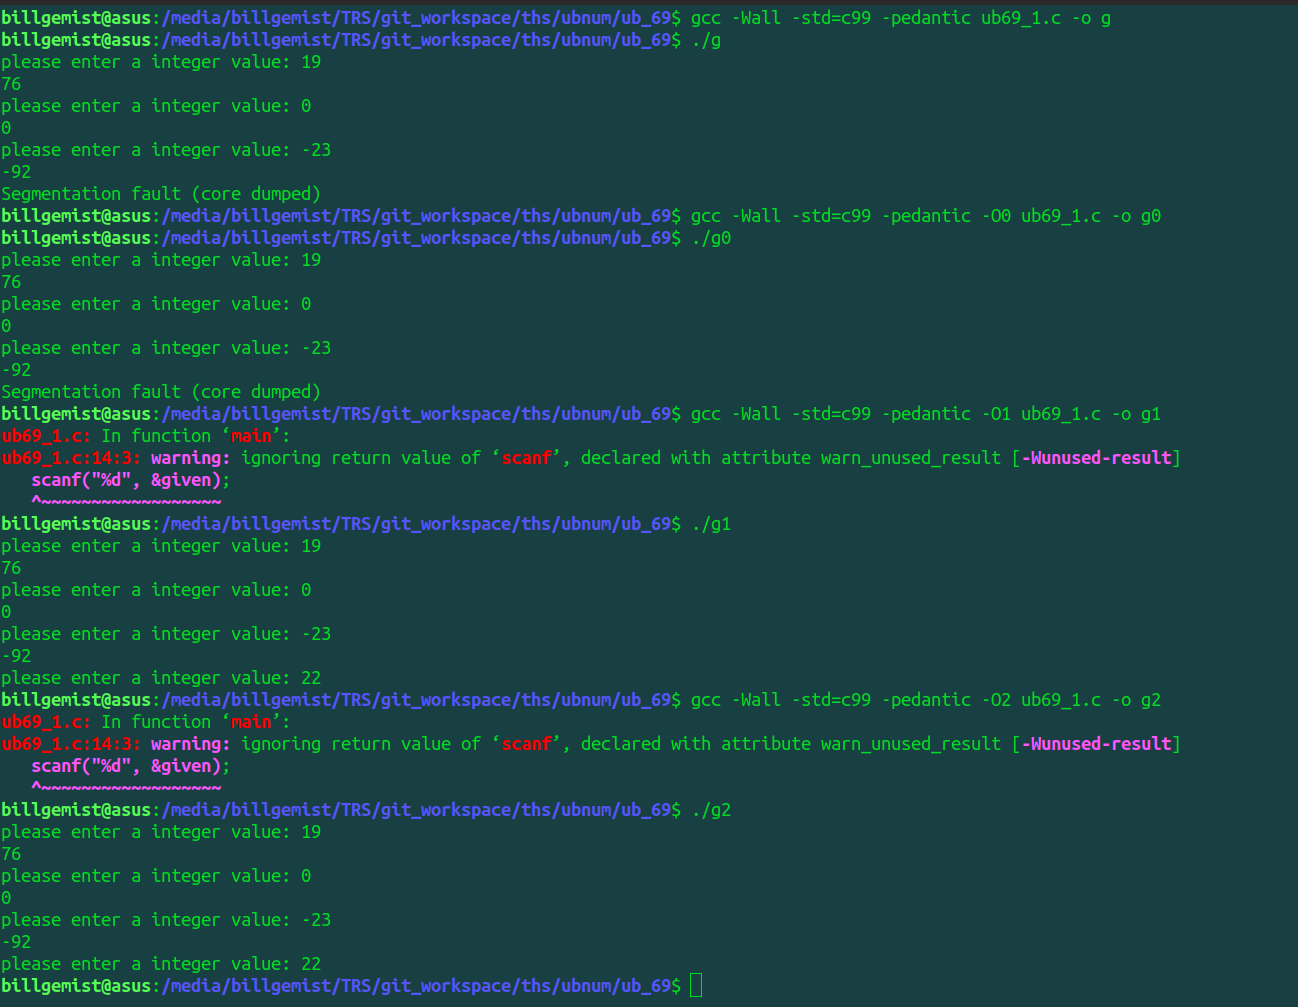 billgemist@asus:/media/billgemist/TRS/git_workspace/ths/ubnum/ub_69$ gcc -Wall -std=c99 -pedantic ub69_1.c -o g
billgemist@asus:/media/billgemist/TRS/git_workspace/ths/ubnum/ub_69$ ./g
please enter a integer value: 19
76
please enter a integer value: 0
0
please enter a integer value: -23
-92
Segmentation fault (core dumped)
billgemist@asus:/media/billgemist/TRS/git_workspace/ths/ubnum/ub_69$ gcc -Wall -std=c99 -pedantic -O0 ub69_1.c -o g0
billgemist@asus:/media/billgemist/TRS/git_workspace/ths/ubnum/ub_69$ ./g0
please enter a integer value: 19
76
please enter a integer value: 0
0
please enter a integer value: -23
-92
Segmentation fault (core dumped)
billgemist@asus:/media/billgemist/TRS/git_workspace/ths/ubnum/ub_69$ gcc -Wall -std=c99 -pedantic -O1 ub69_1.c -o g1
ub69_1.c: In function ‘main’:
ub69_1.c:14:3: warning: ignoring return value of ‘scanf’, declared with attribute warn_unused_result [-Wunused-result]
   scanf("%d", &given);
   ^~~~~~~~~~~~~~~~~~~
billgemist@asus:/media/billgemist/TRS/git_workspace/ths/ubnum/ub_69$ ./g1
please enter a integer value: 19
76
please enter a integer value: 0
0
please enter a integer value: -23
-92
please enter a integer value: 22
billgemist@asus:/media/billgemist/TRS/git_workspace/ths/ubnum/ub_69$ gcc -Wall -std=c99 -pedantic -O2 ub69_1.c -o g2
ub69_1.c: In function ‘main’:
ub69_1.c:14:3: warning: ignoring return value of ‘scanf’, declared with attribute warn_unused_result [-Wunused-result]
   scanf("%d", &given);
   ^~~~~~~~~~~~~~~~~~~
billgemist@asus:/media/billgemist/TRS/git_workspace/ths/ubnum/ub_69$ ./g2
please enter a integer value: 19
76
please enter a integer value: 0
0
please enter a integer value: -23
-92
please enter a integer value: 22
billgemist@asus:/media/billgemist/TRS/git_workspace/ths/ubnum/ub_69$